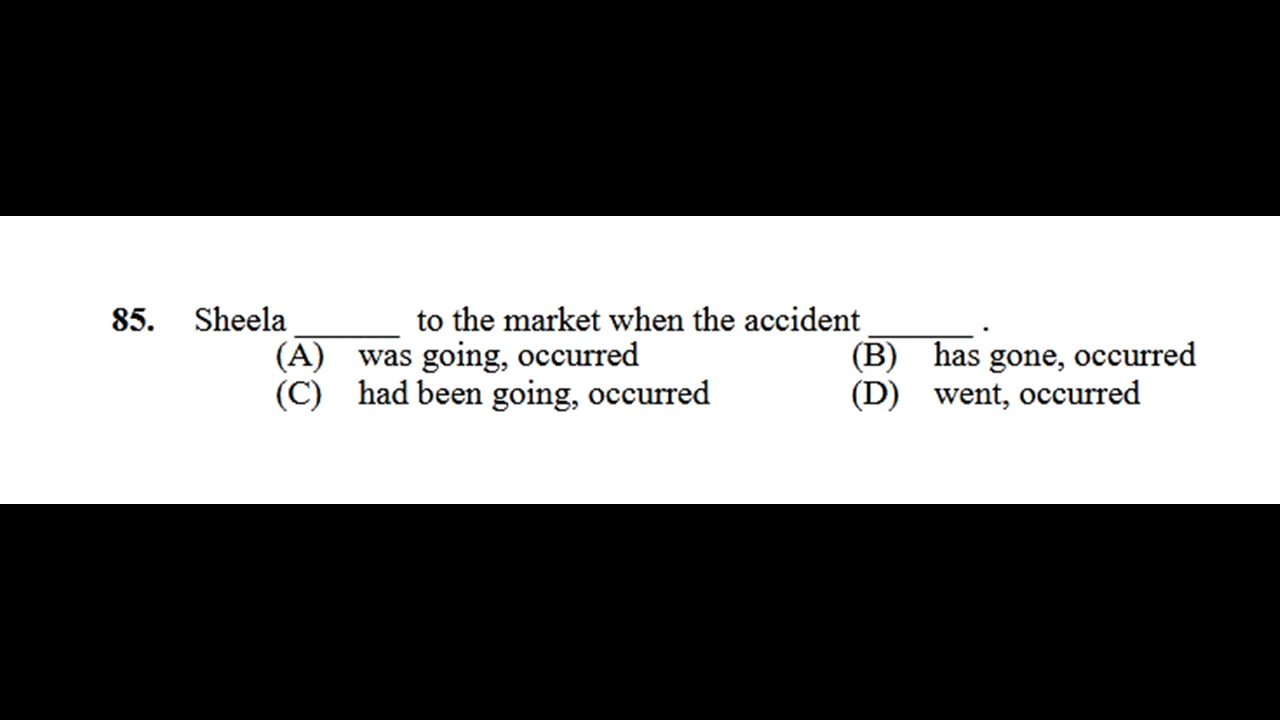 85. Sheela ______ to the market when the accident ______ .
(A) was going, occurred (B) has gone, occurred
(C) had been going, occurred (D) went, occurred